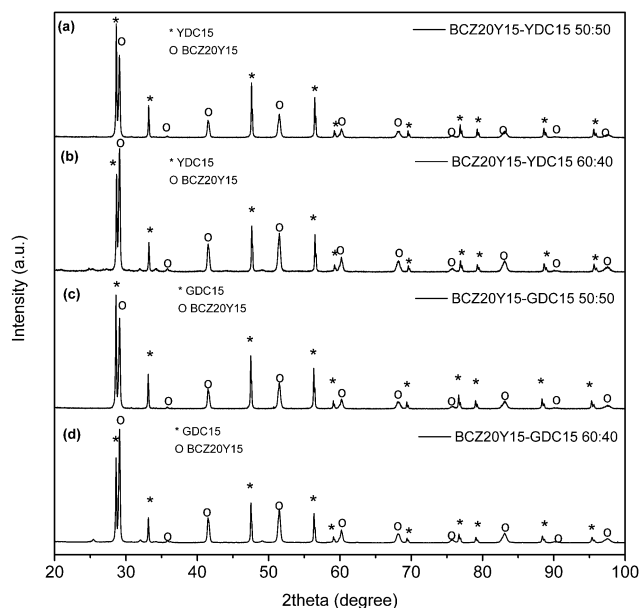 (a)
* YDC15
O BCZ20Y15
BCZ20Y15-YDC15 50:50
(b)
* YDC15
O BCZ20Y15
BCZ20Y15-YDC15 60:40
(c)
* GDC15
O BCZ20Y15
BCZ20Y15-GDC15 50:50
(d)
* GDC15
O BCZ20Y15
BCZ20Y15-GDC15 60:40
Intensity (a.u.)
20 30 40 50 60 70 80 90 100
2theta (degree)